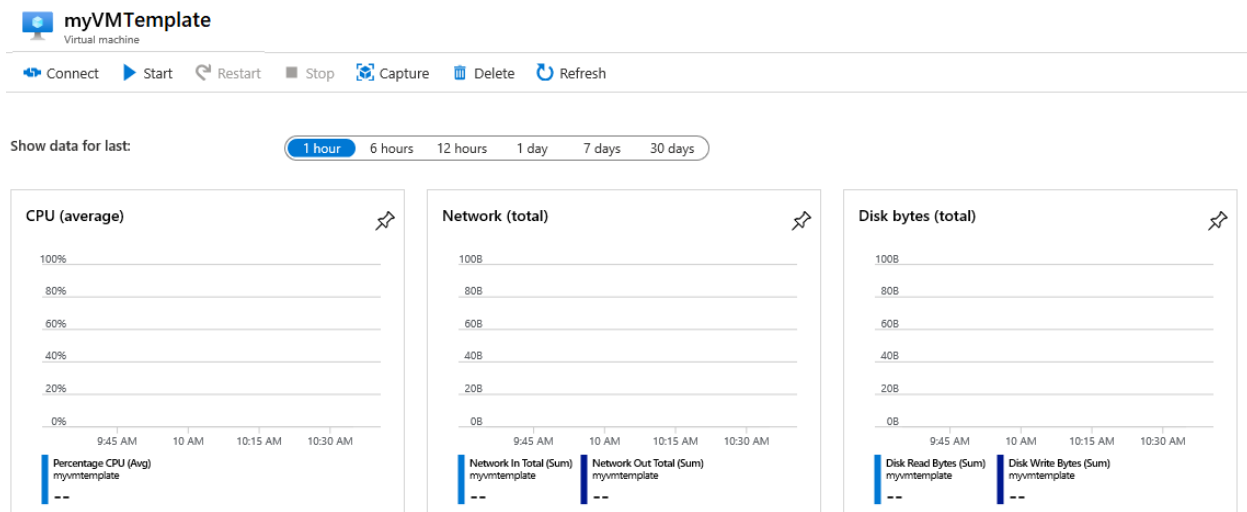 myVMTemplate
Virtual machine
Connect Start Restart Stop Capture Delete Refresh
Show data for last: 1 hour 6 hours 12 hours 1 day 7 days 30 days
CPU (average)
100%
80%
60%
40%
20%
0%
9:45 AM 10 AM 10:15 AM 10:30 AM
Percentage CPU (Avg)
myvmtemplate
--
Network (total)
100B
80B
60B
40B
20B
0B
9:45 AM 10 AM 10:15 AM 10:30 AM
Network In Total (Sum) Network Out Total (Sum)
myvmtemplate myvmtemplate
-- --
Disk bytes (total)
100B
80B
60B
40B
20B
0B
9:45 AM 10 AM 10:15 AM 10:30 AM
Disk Read Bytes (Sum) Disk Write Bytes (Sum)
myvmtemplate myvmtemplate
-- --